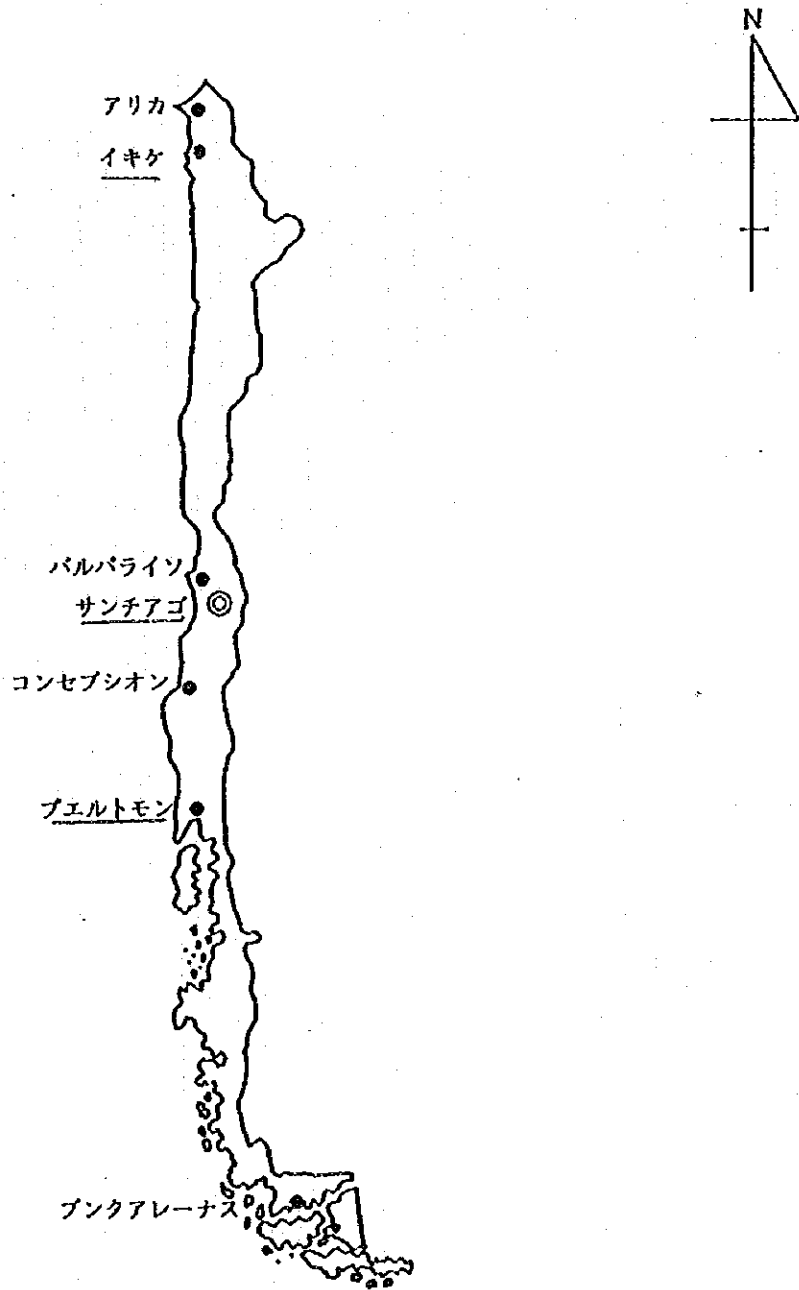 N
アリカ
イキケ
バルパライソ
サンチアゴ
コンセプシオン
プエルトモン
プンクアレーナス